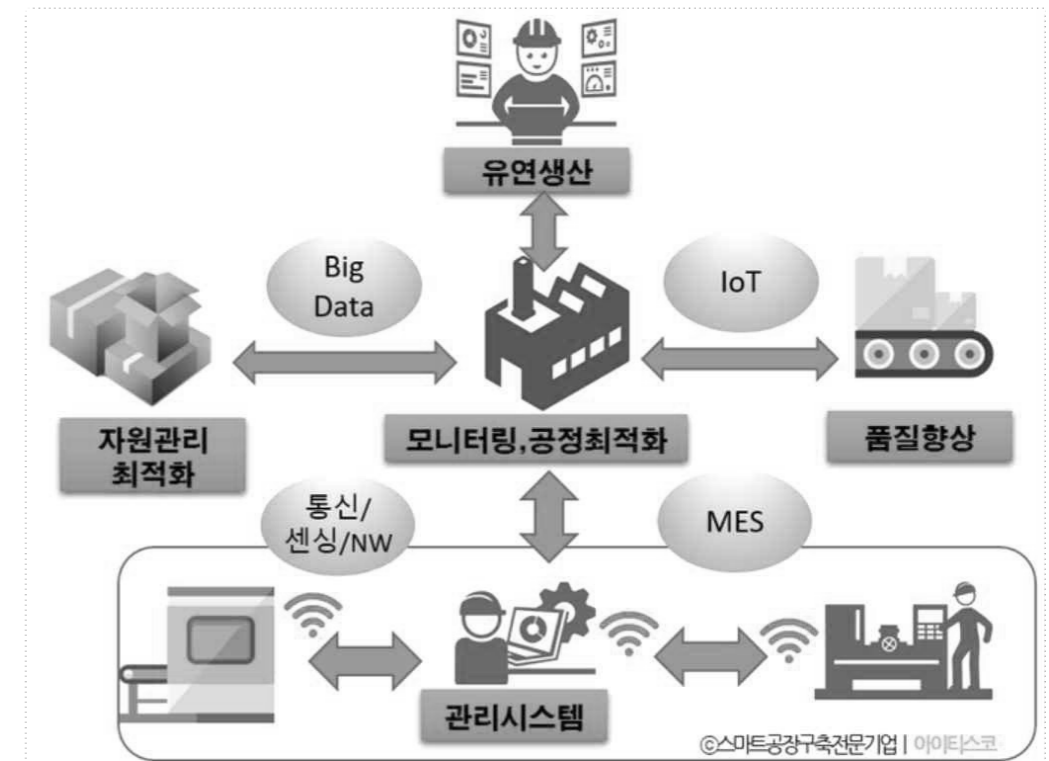 유연생산
Big
Data
IoT
자원관리
최적화
모니터링,공정최적화
품질향상
통신/
센싱/NW
MES
관리시스템
©스마트공장구축전문기업 | 아이티스코